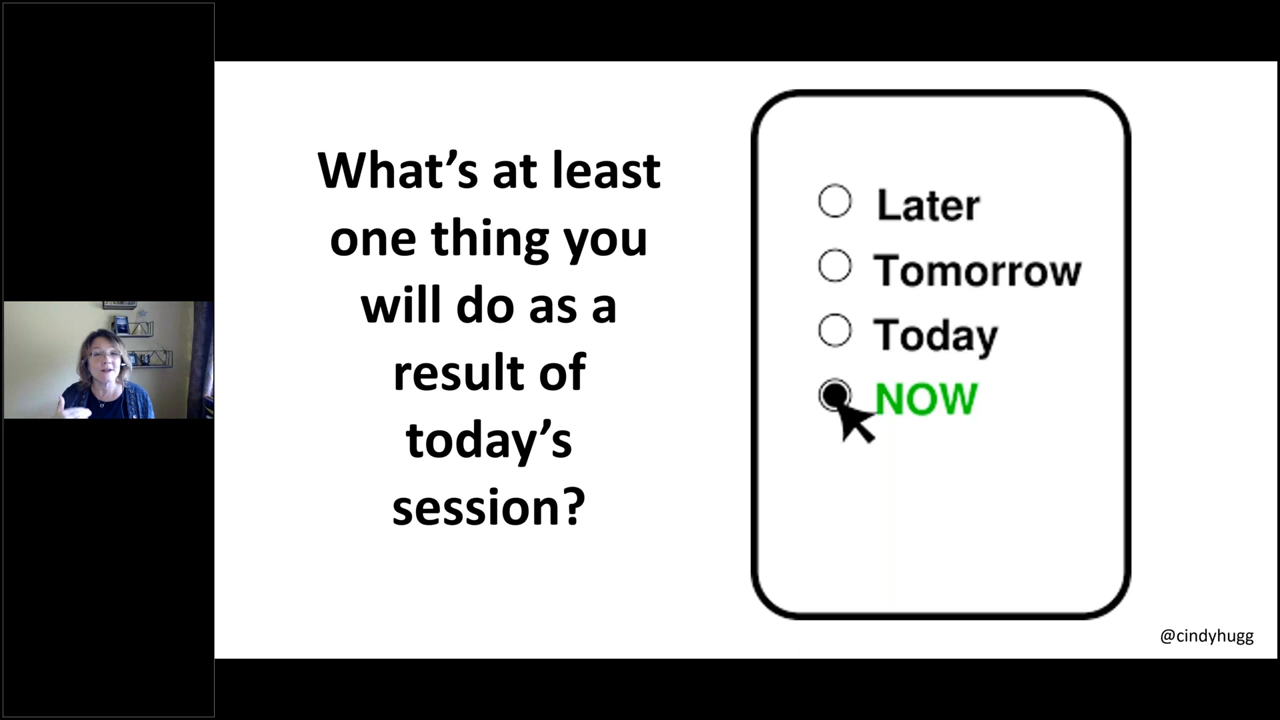 What’s at least
one thing you
will do as a
result of
today’s
session?
Later
Tomorrow
Today
NOW
@cindyhugg